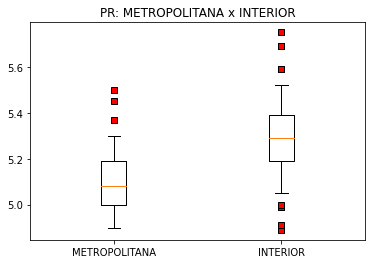 PR: METROPOLITANA x INTERIOR
5.6
5.4
5.2
5.0
METROPOLITANA INTERIOR